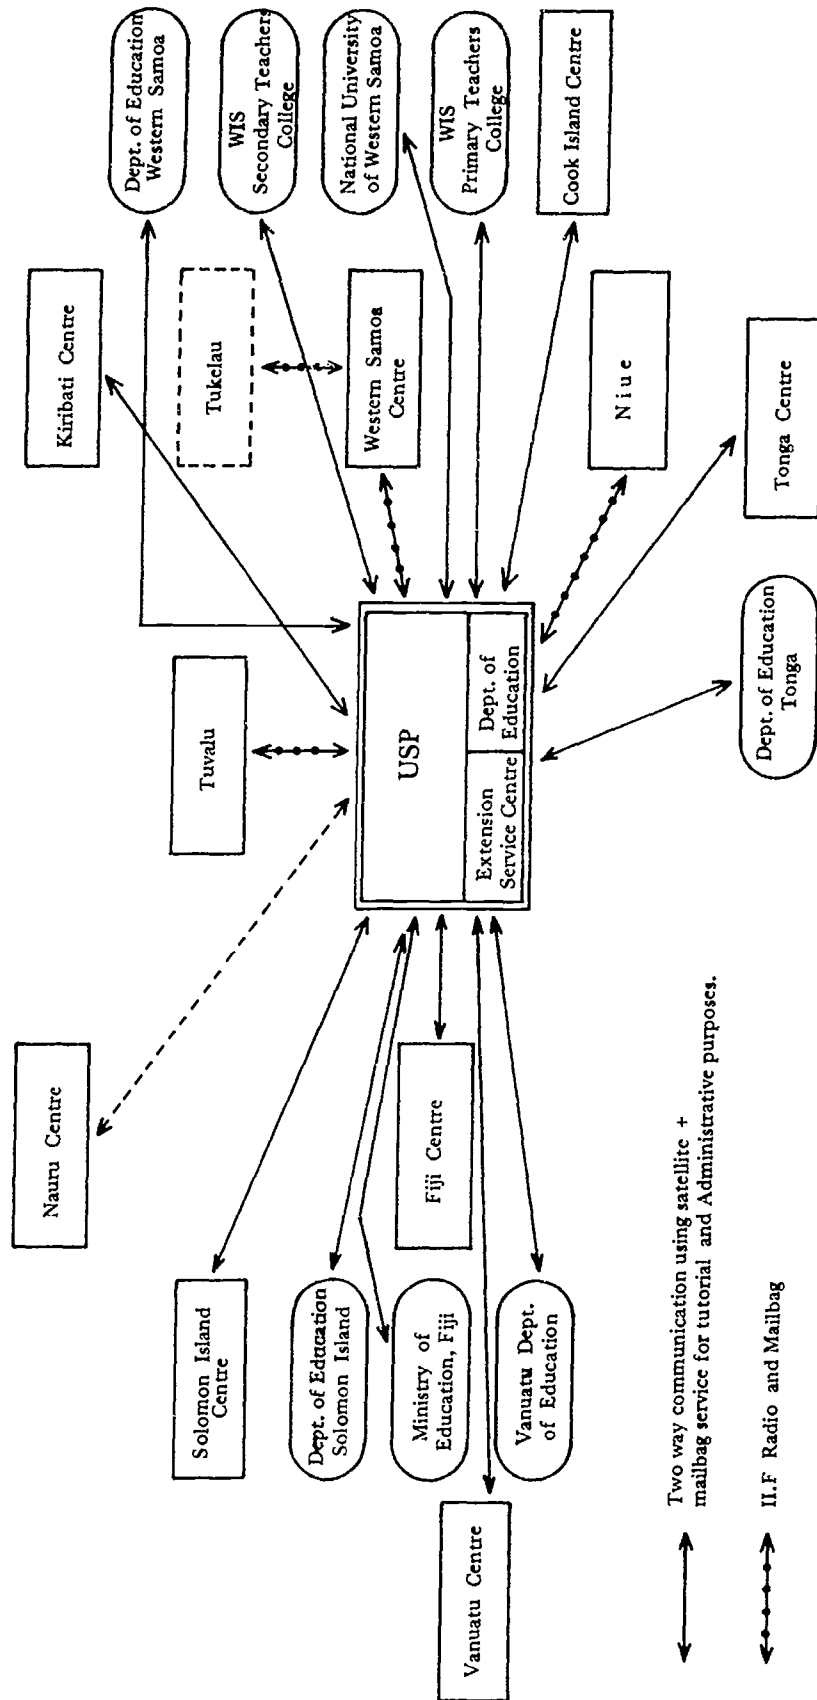 Nauru Centre
Kiribati Centre
Dept. of Education
Western Samoa
Tuvalu
Tukelau
WIS
Secondary Teachers
College
Solomon Island
Centre
Dept. of Education
Solomon Island
Ministry of
Education, Fiji
Fiji Centre
USP
Extension
Service Centre
Dept. of
Education
Western Samoa
Centre
National University
of Western Samoa
WIS
Primary Teachers
College
Vanuatu Dept.
of Education
Vanuatu Centre
Cook Island Centre
Niue
Dept. of Education
Tonga
Tonga Centre
Two way communication using satellite +
mailbag service for tutorial and Administrative purposes.
II.F Radio and Mailbag